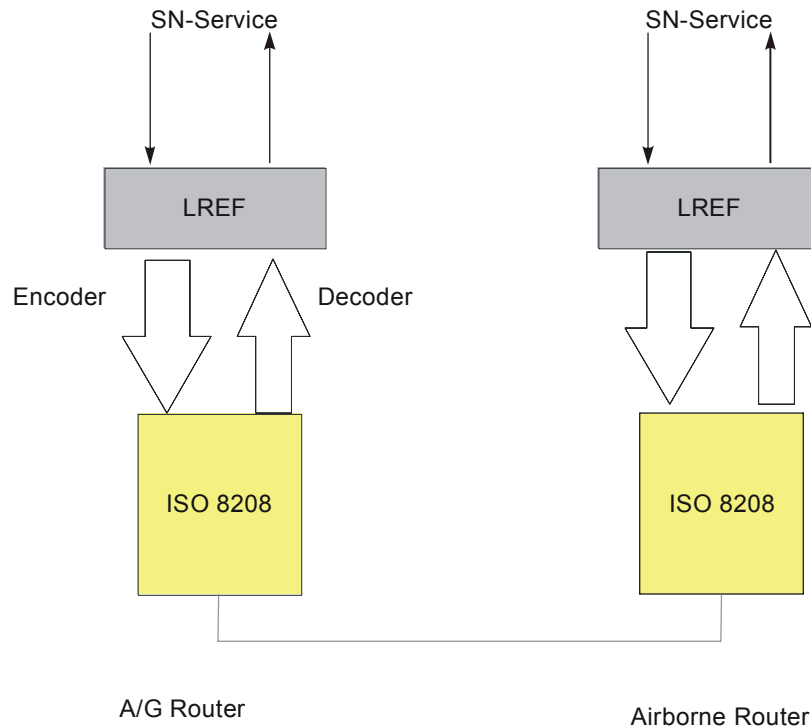 SN-Service
SN-Service
LREF
LREF
Encoder
Decoder
ISO 8208
ISO 8208
A/G Router
Airborne Router